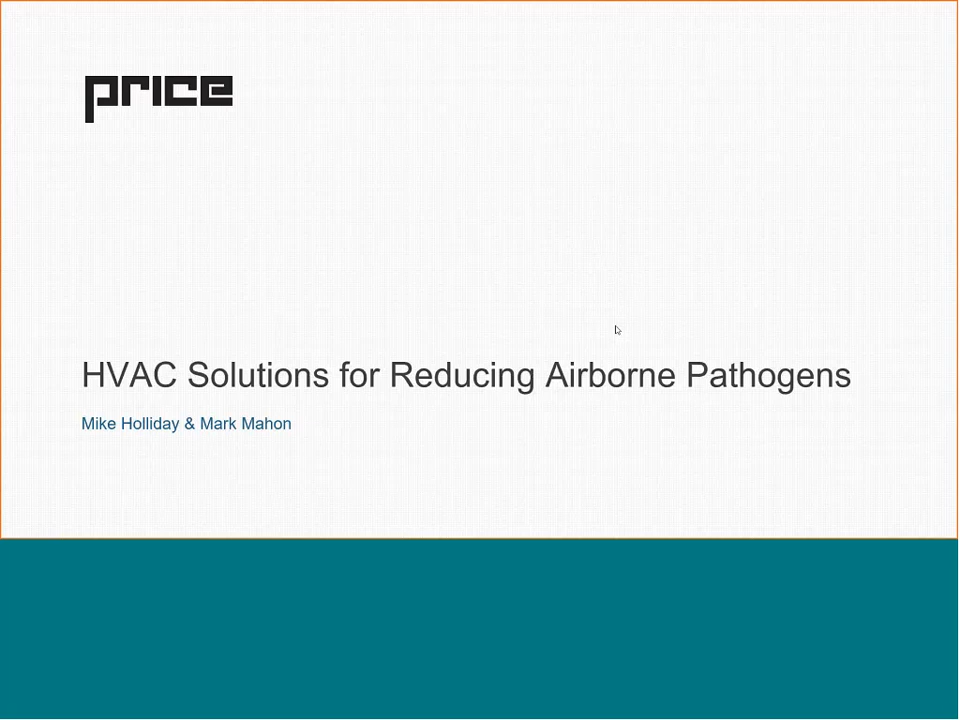 price
HVAC Solutions for Reducing Airborne Pathogens
Mike Holliday & Mark Mahon